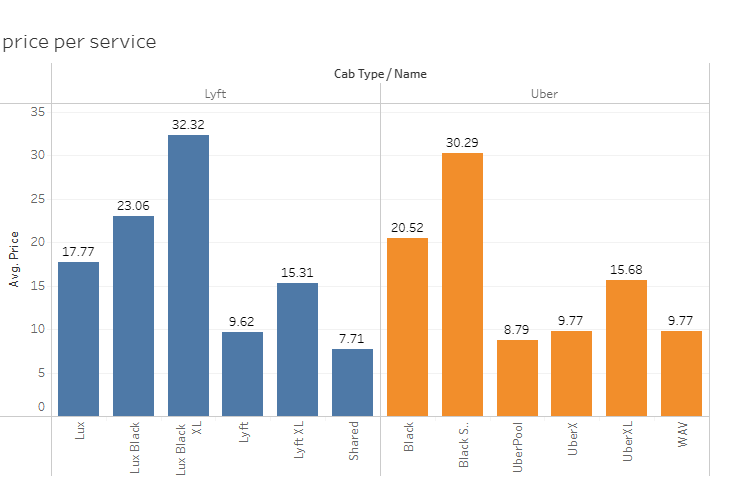 price per service
Cab Type / Name
Lyft
Uber
35
30
25
20
15
10
5
0
Avg. Price
17.77
23.06
32.32
9.62
15.31
7.71
20.52
30.29
8.79
9.77
15.68
9.77
Lux
Lux Black
Lux Black
XL
Lyft
Lyft XL
Shared
Black
Black S..
UberPool
UberX
UberXL
WAV